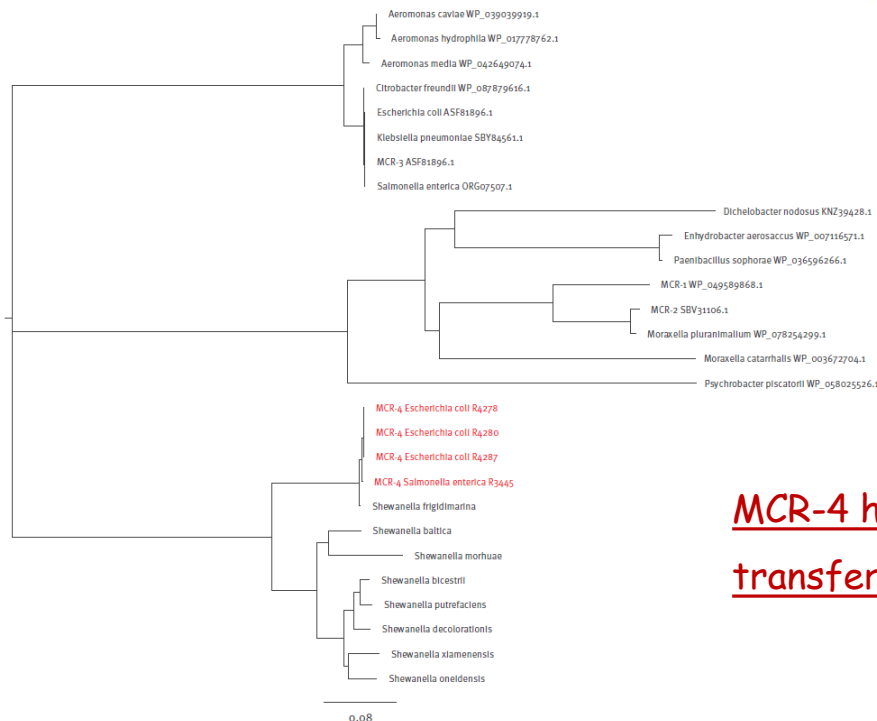 Aeromonas caviae WP_039039919.1
Aeromonas hydrophila WP_017778762.1
Aeromonas media WP_042649074.1
Citrobacter freundii WP_087879616.1
Escherichia coli ASF81896.1
Klebsiella pneumoniae SBY84561.1
MCR-3 ASF81896.1
Salmonella enterica ORG07507.1
Dichelobacter nodosus KNZ39428.1
Enhydrobacter aerosaccus WP_007116571.1
Paenibacillus sophorae WP_036596266.1
MCR-1 WP_049589868.1
MCR-2 SBV31106.1
Moraxella pluranimalium WP_078254299.1
Moraxella catarrhalis WP_003672704.1
Psychrobacter piscatorii WP_058025526.1
MCR-4 Escherichia coli R4278
MCR-4 Escherichia coli R4280
MCR-4 Escherichia coli R4287
MCR-4 Salmonella enterica R3445
Shewanella frigidimarina
Shewanella baltica
Shewanella morhuae
Shewanella bicestrii
Shewanella putrefaciens
Shewanella decolorationis
Shewanella xiamenensis
Shewanella oneidensis
MCR-4 h
transfer
0.08